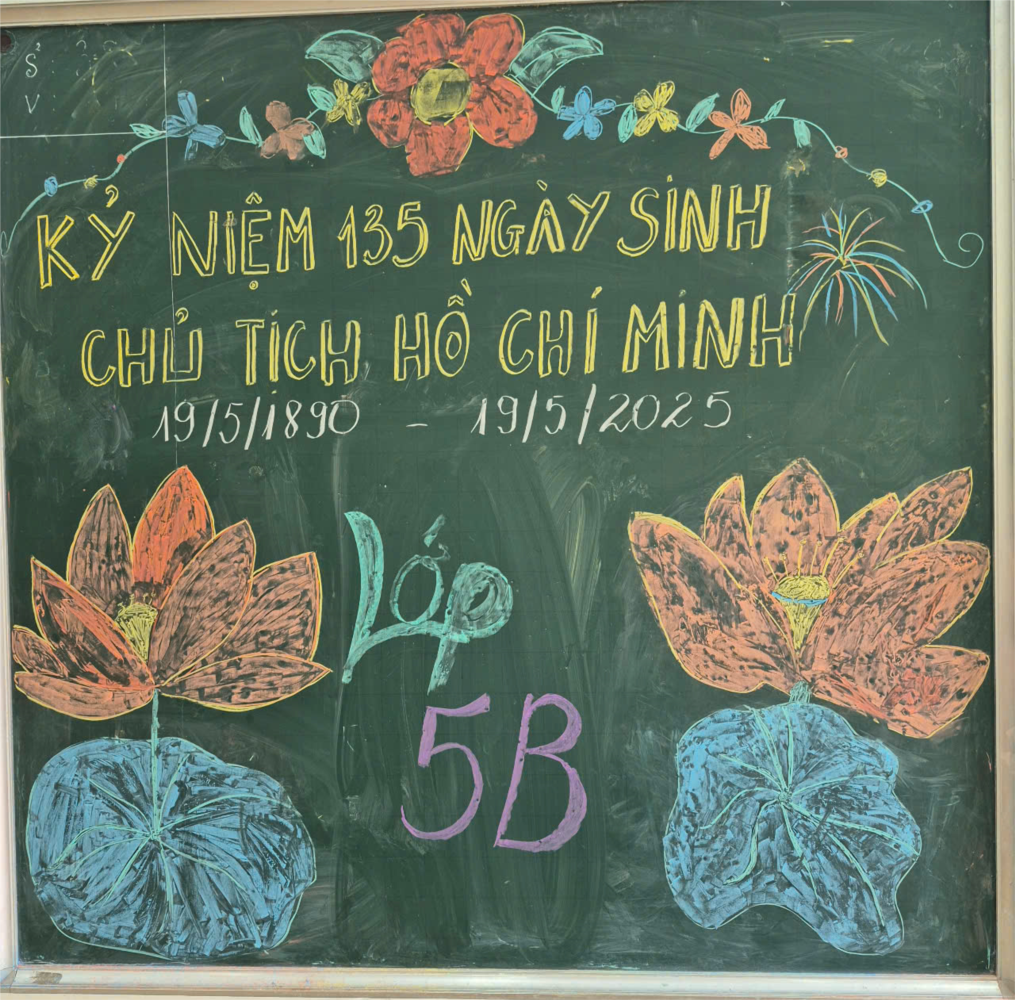 Ś
V
KỶ NIỆM 135 NGÀY SINH
CHỦ TỊCH HỒ CHÍ MINH
19/5/1890 - 19/5/2025
Lớp
5B